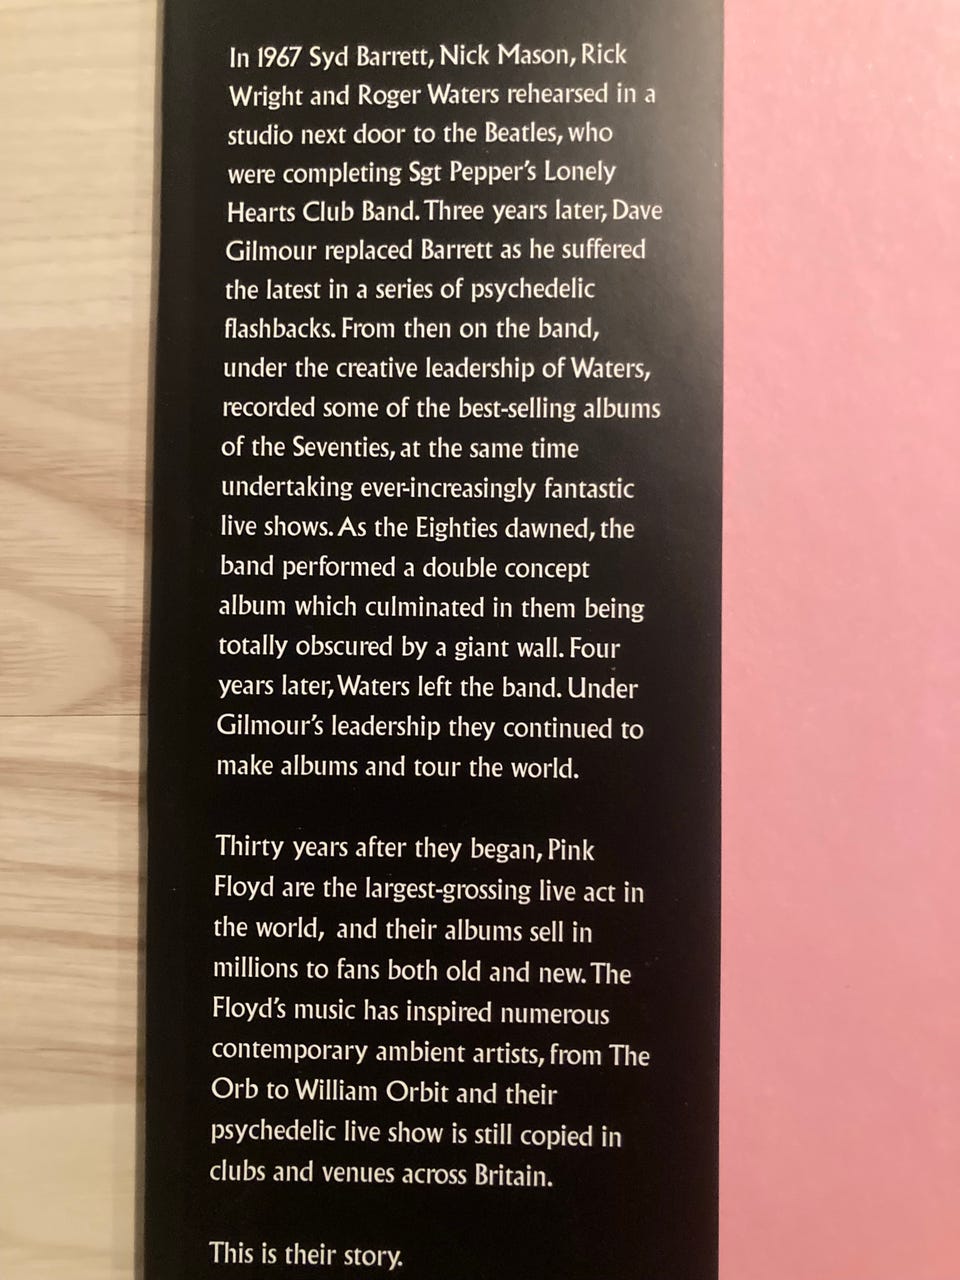 In 1967 Syd Barrett, Nick Mason, Rick
Wright and Roger Waters rehearsed in a
studio next door to the Beatles, who
were completing Sgt Pepper's Lonely
Hearts Club Band. Three years later, Dave
Gilmour replaced Barrett as he suffered
the latest in a series of psychedelic
flashbacks. From then on the band,
under the creative leadership of Waters,
recorded some of the best-selling albums
of the Seventies, at the same time
undertaking ever-increasingly fantastic
live shows. As the Eighties dawned, the
band performed a double concept
album which culminated in them being
totally obscured by a giant wall. Four
years later, Waters left the band. Under
Gilmour's leadership they continued to
make albums and tour the world.
Thirty years after they began, Pink
Floyd are the largest-grossing live act in
the world, and their albums sell in
millions to fans both old and new. The
Floyd's music has inspired numerous
contemporary ambient artists, from The
Orb to William Orbit and their
psychedelic live show is still copied in
clubs and venues across Britain.
This is their story.